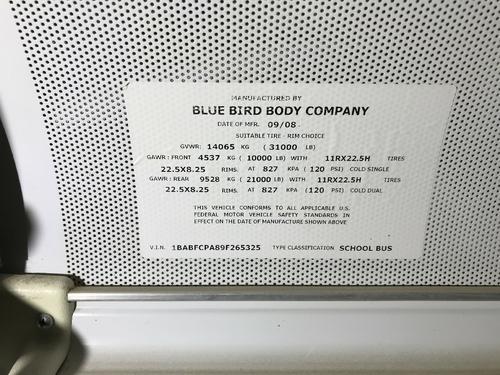 MANUFACTURED BY
BLUE BIRD BODY COMPANY
DATE OF MFR. 09/08
SUITABLE TIRE - RIM CHOICE
GVWR: 14065 KG ( 31000 LB)
GAWR : FRONT 4537 KG ( 10000 LB) WITH 11RX22.5H TIRES
22.5X8.25 RIMS. AT 827 KPA ( 120 PSI) COLD SINGLE
GAWR : REAR 9528 KG ( 21000 LB) WITH 11RX22.5H TIRES
22.5X8.25 RIMS. AT 827 KPA ( 120 PSI) COLD DUAL
THIS VEHICLE CONFORMS TO ALL APPLICABLE U.S.
FEDERAL MOTOR VEHICLE SAFETY STANDARDS IN
EFFECT ON THE DATE OF MANUFACTURE SHOWN ABOVE
V.I.N. 1BABFCPA89F265325 TYPE CLASSIFICATION SCHOOL BUS